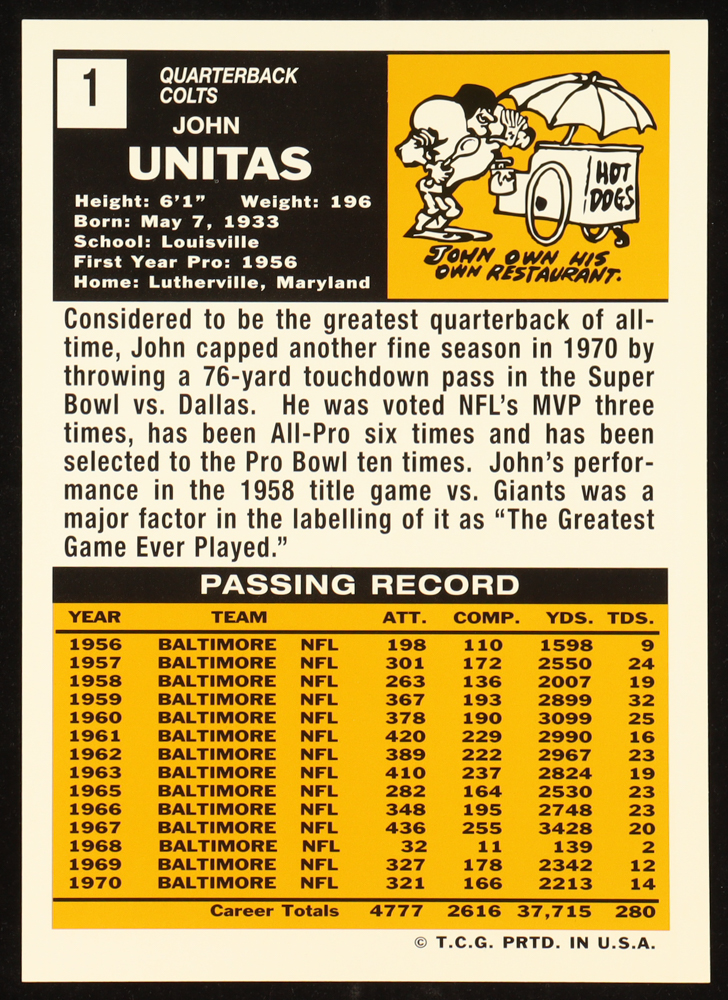 1
QUARTERBACK
COLTS
JOHN
UNITAS
Height: 6'1" Weight: 196
Born: May 7, 1933
School: Louisville
First Year Pro: 1956
Home: Lutherville, Maryland
HOT
DOGS
JOHN OWN HIS
OWN RESTAURANT.
Considered to be the greatest quarterback of all-
time, John capped another fine season in 1970 by
throwing a 76-yard touchdown pass in the Super
Bowl vs. Dallas. He was voted NFL's MVP three
times, has been All-Pro six times and has been
selected to the Pro Bowl ten times. John's perfor-
mance in the 1958 title game vs. Giants was a
major factor in the labelling of it as “The Greatest
Game Ever Played.”
PASSING RECORD
YEAR TEAM ATT. COMP. YDS. TDS.
1956 BALTIMORE NFL 198 110 1598 9
1957 BALTIMORE NFL 301 172 2550 24
1958 BALTIMORE NFL 263 136 2007 19
1959 BALTIMORE NFL 367 193 2899 32
1960 BALTIMORE NFL 378 190 3099 25
1961 BALTIMORE NFL 420 229 2990 16
1962 BALTIMORE NFL 389 222 2967 23
1963 BALTIMORE NFL 410 237 2824 19
1965 BALTIMORE NFL 282 164 2530 23
1966 BALTIMORE NFL 348 195 2748 23
1967 BALTIMORE NFL 436 255 3428 20
1968 BALTIMORE NFL 32 11 139 2
1969 BALTIMORE NFL 327 178 2342 12
1970 BALTIMORE NFL 321 166 2213 14
Career Totals 4777 2616 37,715 280
© T.C.G. PRTD. IN U.S.A.